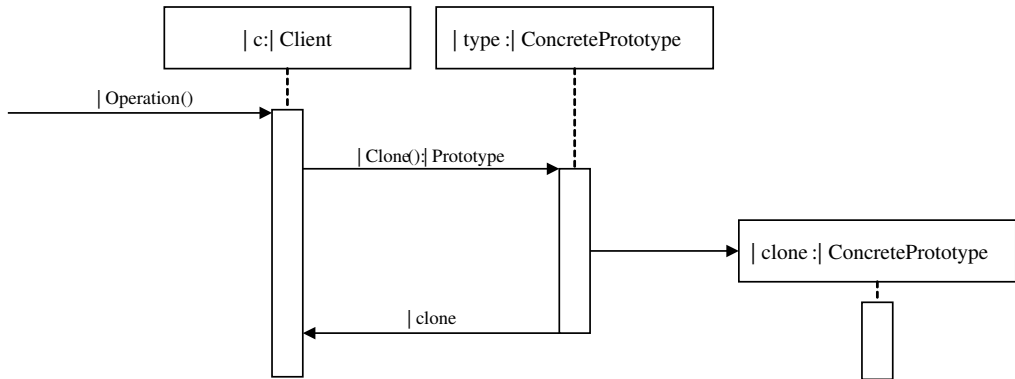 | c:| Client
| type :| ConcretePrototype
| Operation()
| Clone():| Prototype
| clone :| ConcretePrototype
| clone